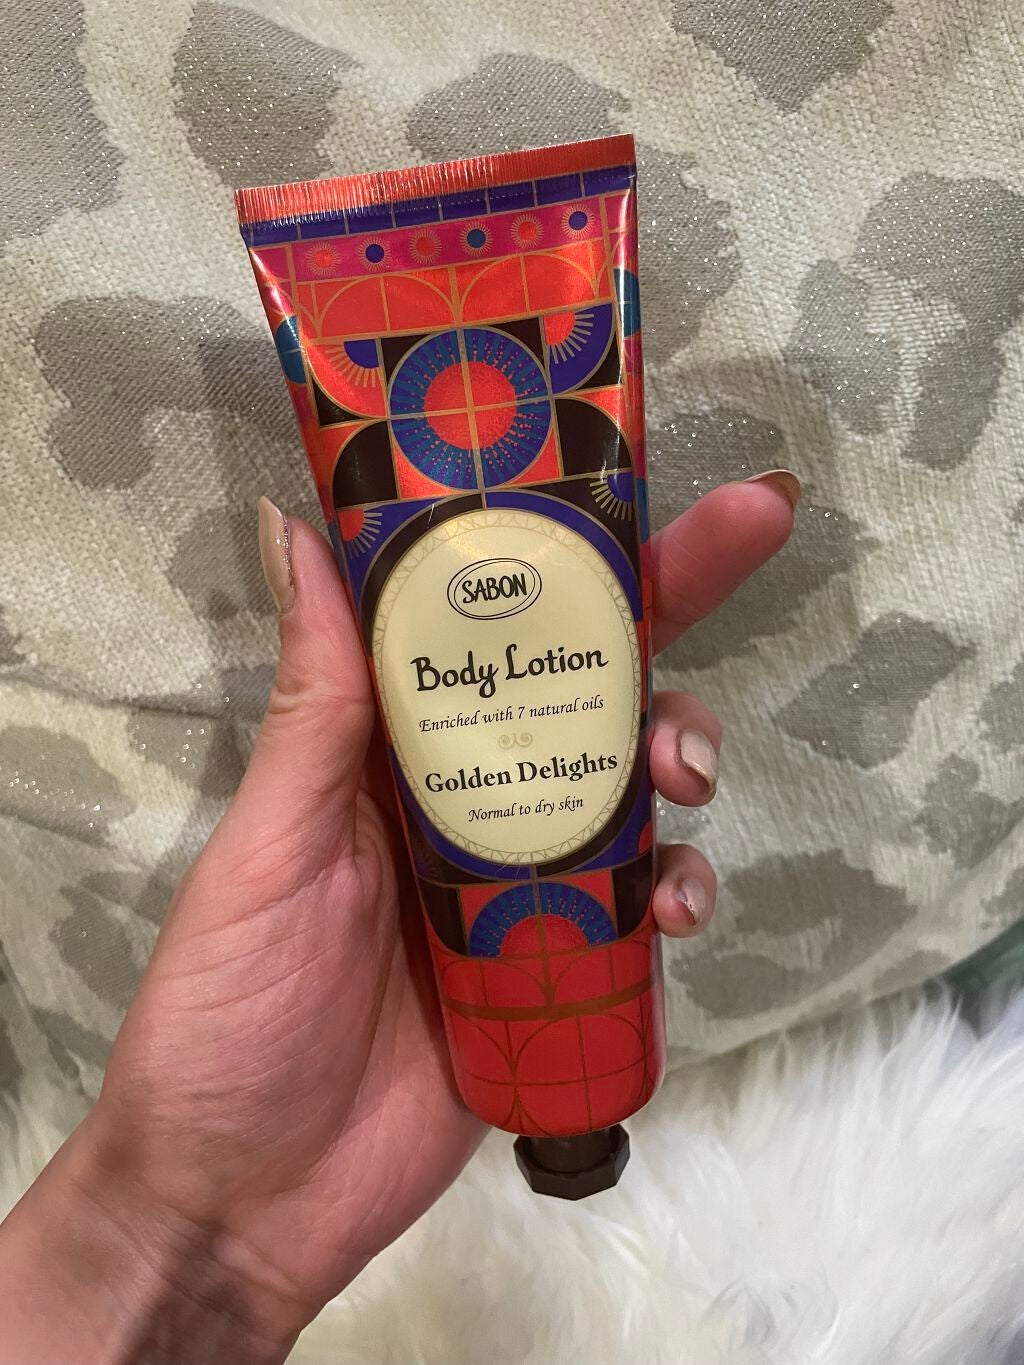 SABON
Body Lotion
Enriched with 7 natural oils
Golden Delights
Normal to dry skin